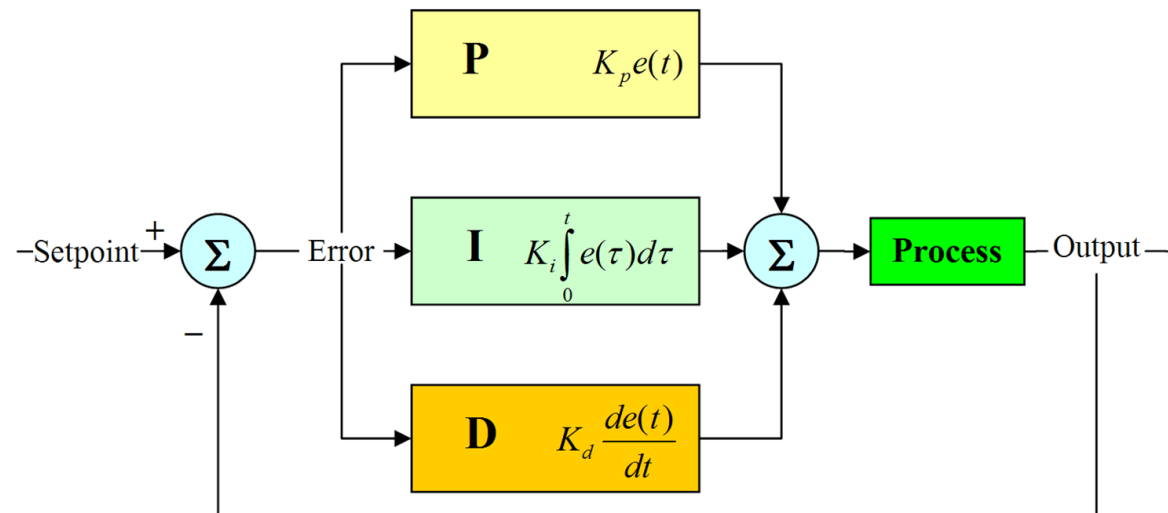 P K_p e(t)
–Setpoint + Σ Error I K_i ∫_0^t e(τ)dτ Σ Process Output
–
D K_d de(t)/dt